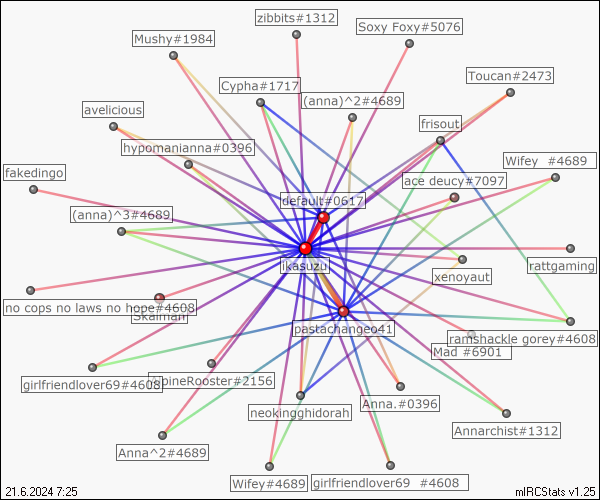 zibbits#1312
Soxy Foxy#5076
Mushy#1984
Toucan#2473
Cypha#1717
(anna)^2#4689
avelicious
frisout
hypomanianna#0396
Wifey #4689
fakedingo
ace deucy#7097
default#0617
(anna)^3#4689
ikasuzu
rattgaming
xenoyaut
no cops no laws no hope#4608
pastachangeo41
ramshackle gorey#4608
Mad #6901
girlfriendlover69#4608
pineRooster#2156
Anna.#0396
neokingghidorah
Annarchist#1312
Anna^2#4689
Wifey#4689
girlfriendlover69 #4608
21.6.2024 7:25
mIRCStats v1.25